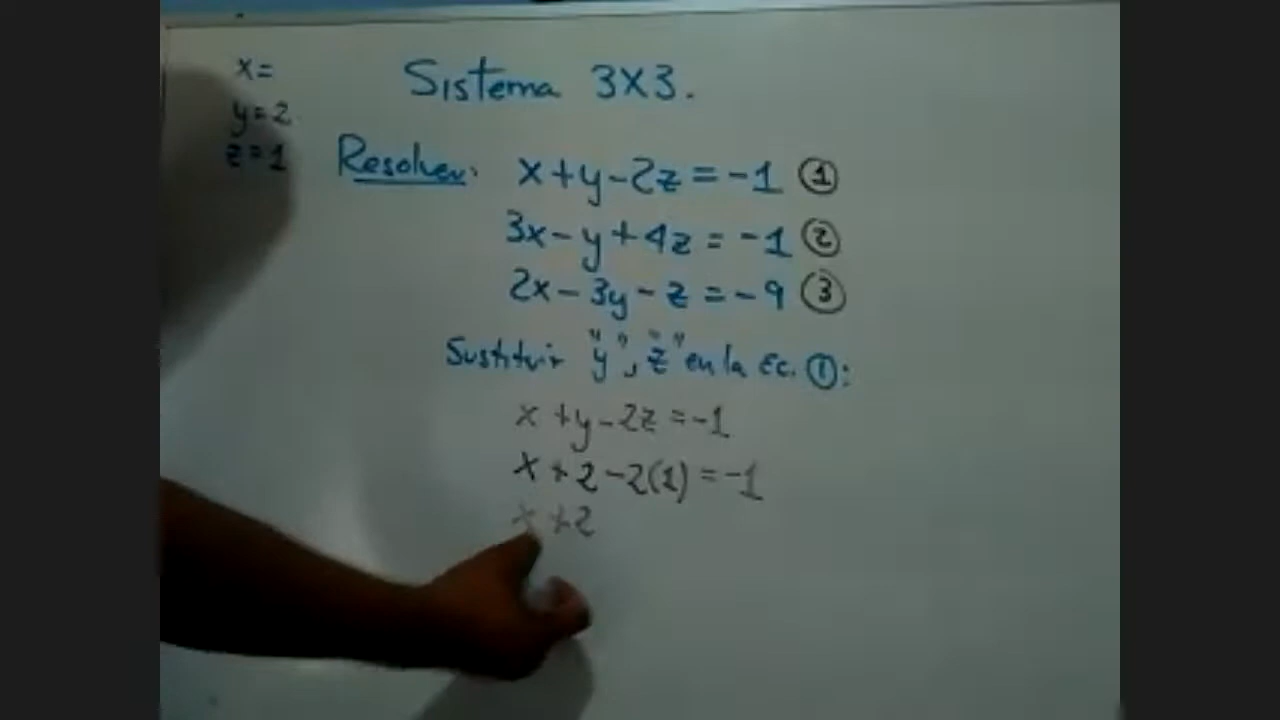 x=
y=2
z=1
Sistema 3X3.
Resolver:
x+y-2z=-1 ①
3x-y+4z=-1 ②
2x-3y-z=-9 ③
Sustituir "y", "z" en la Ec. ①:
x+y-2z=-1
x+2-2(1)=-1
x+2